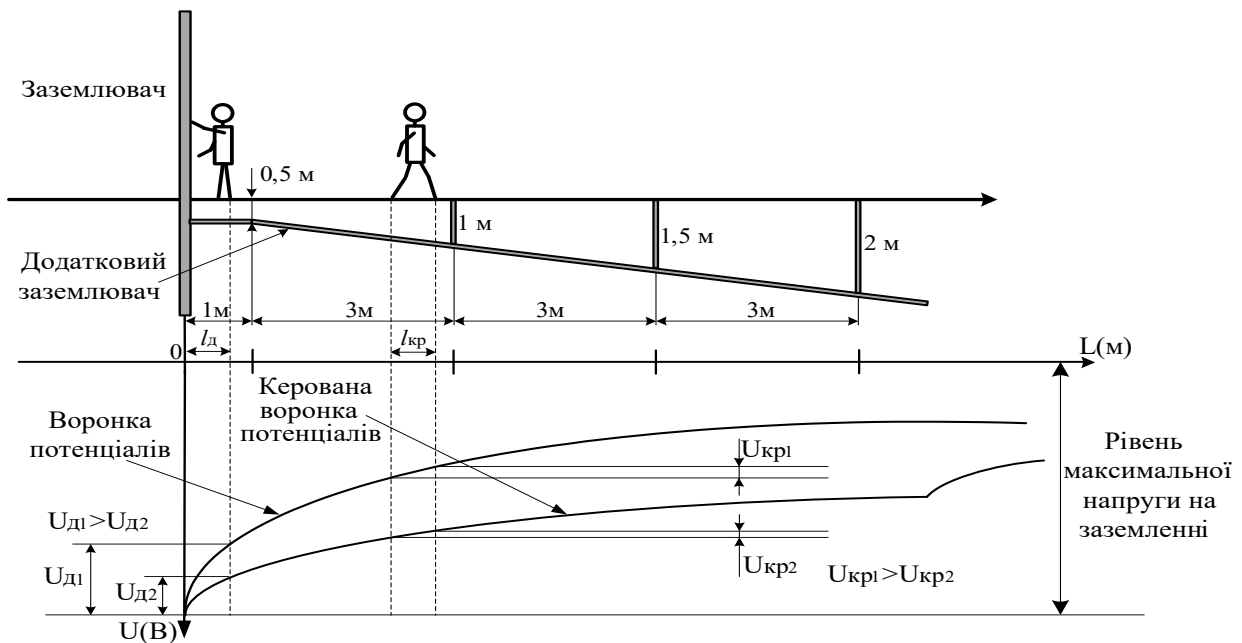 Заземлювач
0,5 м
1 м
1,5 м
2 м
Додатковий
заземлювач
1м
3м
3м
3м
lд
lкр
0
L(м)
Керована
воронка
потенціалів
Воронка
потенціалів
Uкр1
Рівень
максимальної
напруги на
заземленні
Uд1>Uд2
Uд1
Uд2
Uкр2
Uкр1>Uкр2
U(В)